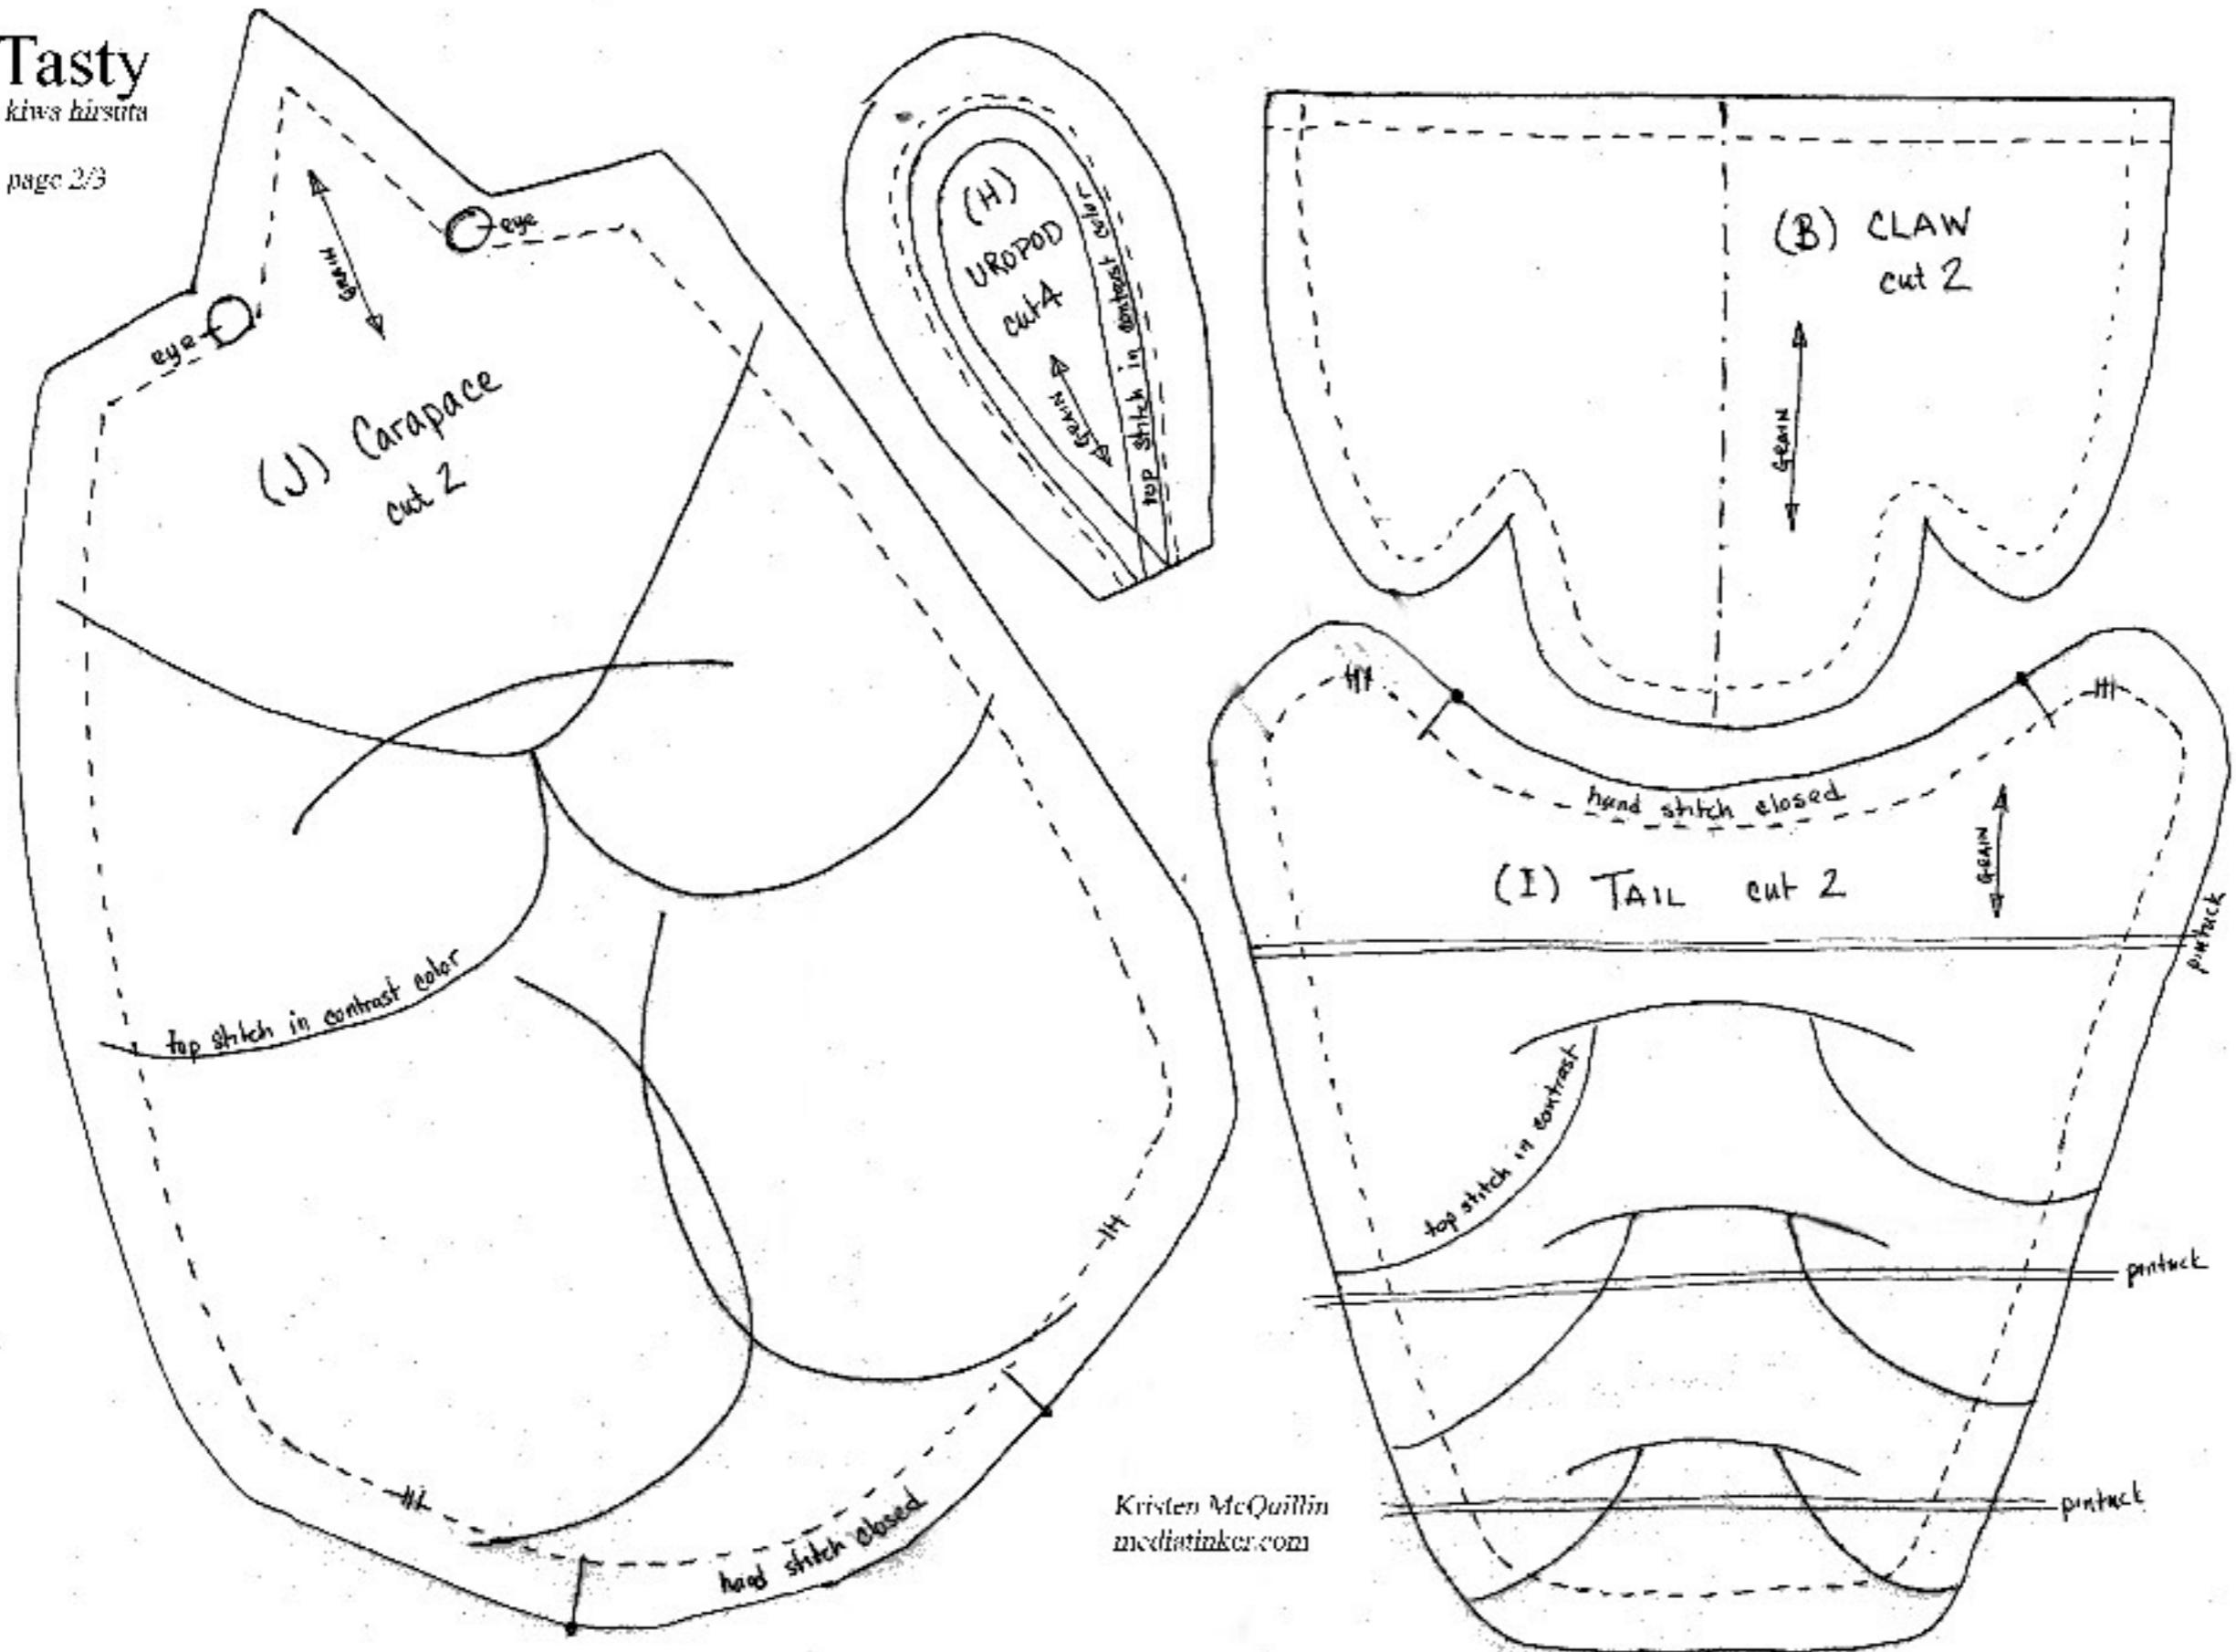 Tasty
kiwa hirsuta
page 2/3
eye
eye
GRAIN
(J) Carapace
cut 2
top stitch in contrast color
hand stitch closed
(H)
UROPOD
cut 4
GRAIN
top stitch in contrast color
(B) CLAW
cut 2
GRAIN
hand stitch closed
GRAIN
(I) TAIL cut 2
pintuck
top stitch in contrast
pintuck
pintuck
Kristen McQuillin
mediatinker.com